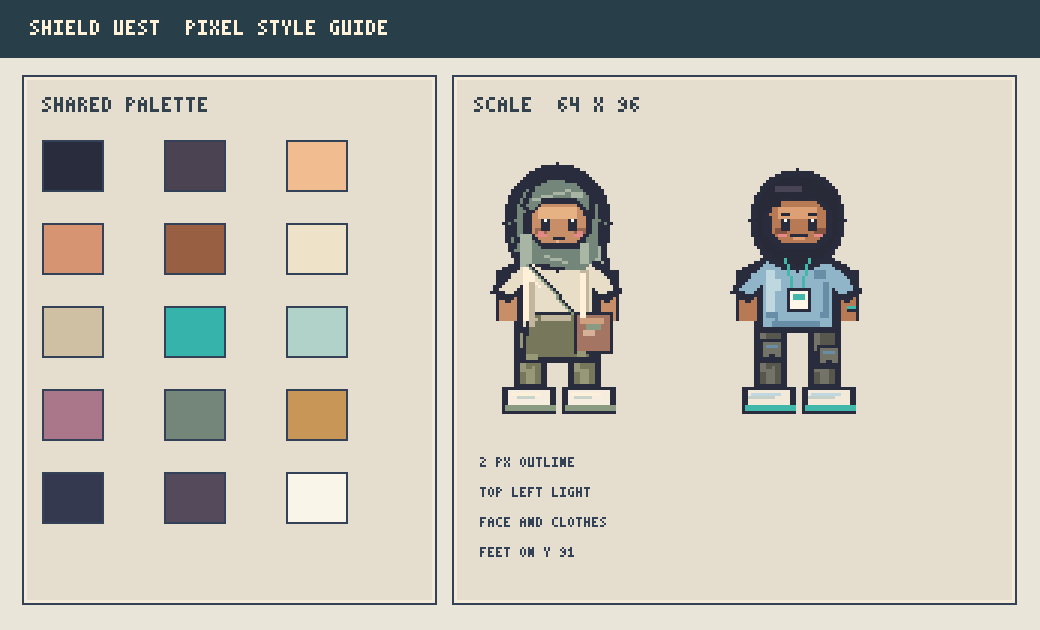 SHIELD WEST PIXEL STYLE GUIDE
SHARED PALETTE
SCALE 64 X 96
2 PX OUTLINE
TOP LEFT LIGHT
FACE AND CLOTHES
FEET ON Y 91